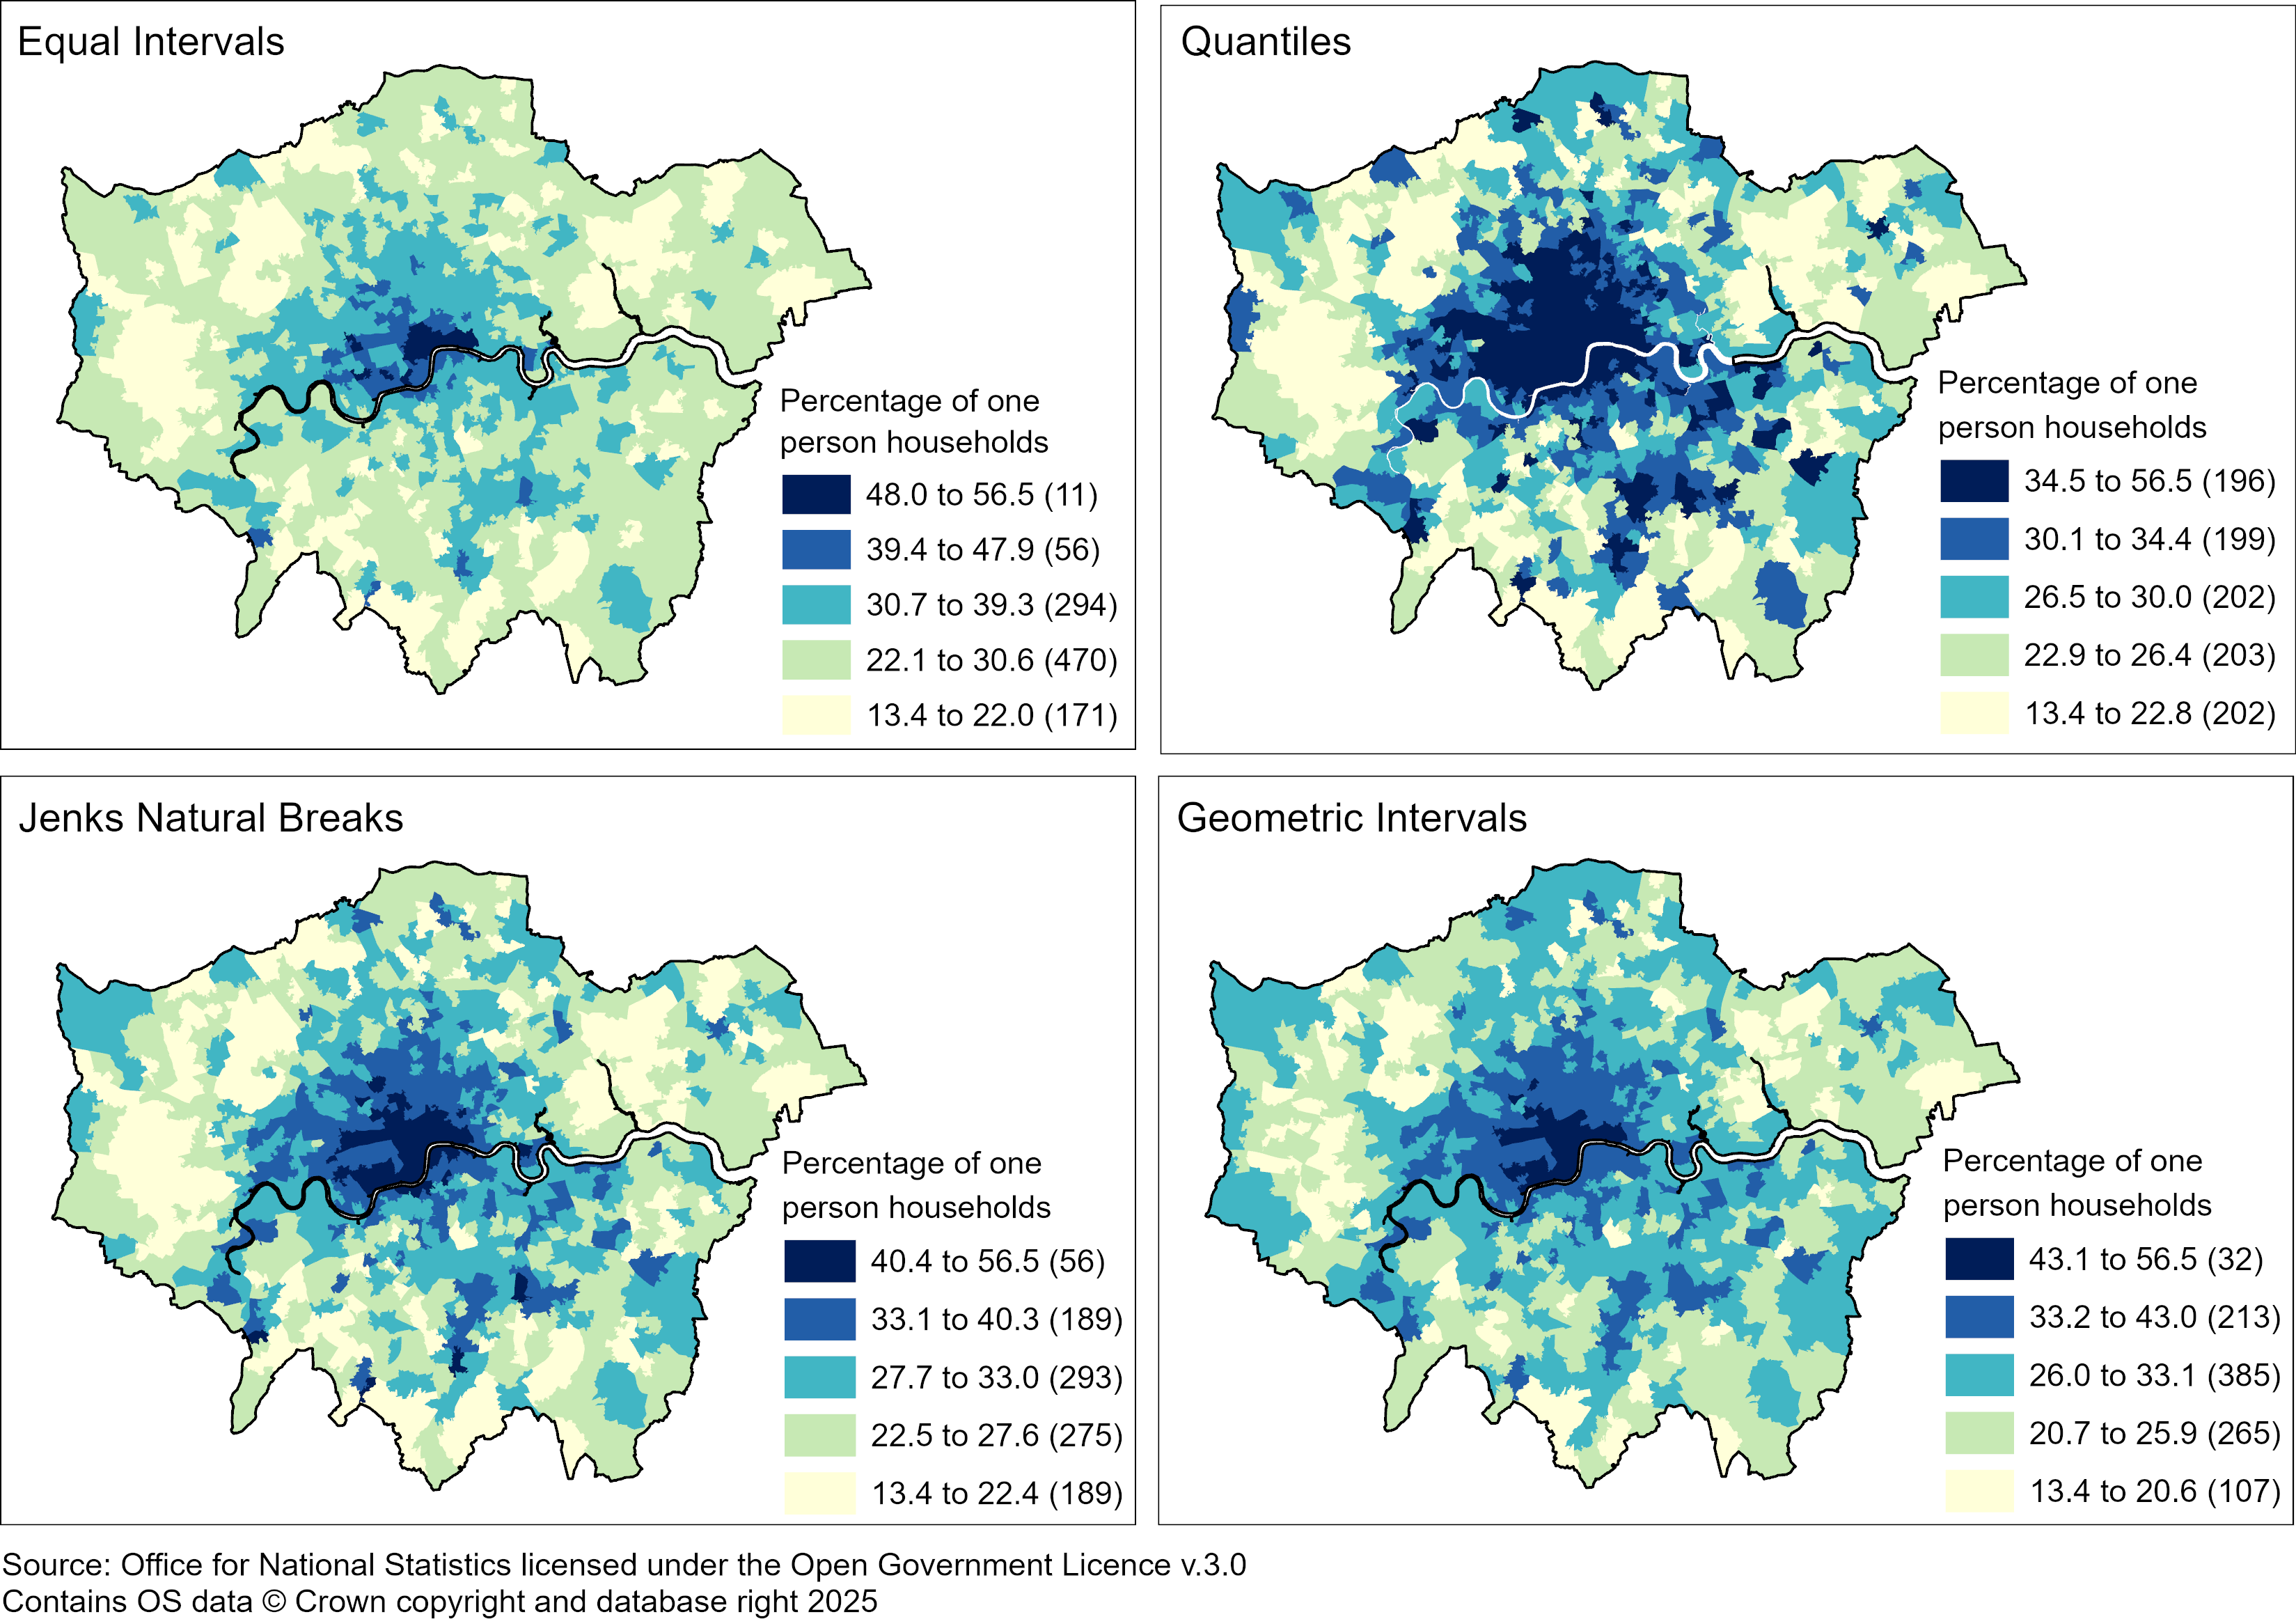 Equal Intervals
Percentage of one
person households
48.0 to 56.5 (11)
39.4 to 47.9 (56)
30.7 to 39.3 (294)
22.1 to 30.6 (470)
13.4 to 22.0 (171)
Quantiles
Percentage of one
person households
34.5 to 56.5 (196)
30.1 to 34.4 (199)
26.5 to 30.0 (202)
22.9 to 26.4 (203)
13.4 to 22.8 (202)
Jenks Natural Breaks
Percentage of one
person households
40.4 to 56.5 (56)
33.1 to 40.3 (189)
27.7 to 33.0 (293)
22.5 to 27.6 (275)
13.4 to 22.4 (189)
Geometric Intervals
Percentage of one
person households
43.1 to 56.5 (32)
33.2 to 43.0 (213)
26.0 to 33.1 (385)
20.7 to 25.9 (265)
13.4 to 20.6 (107)
Source: Office for National Statistics licensed under the Open Government Licence v.3.0
Contains OS data © Crown copyright and database right 2025